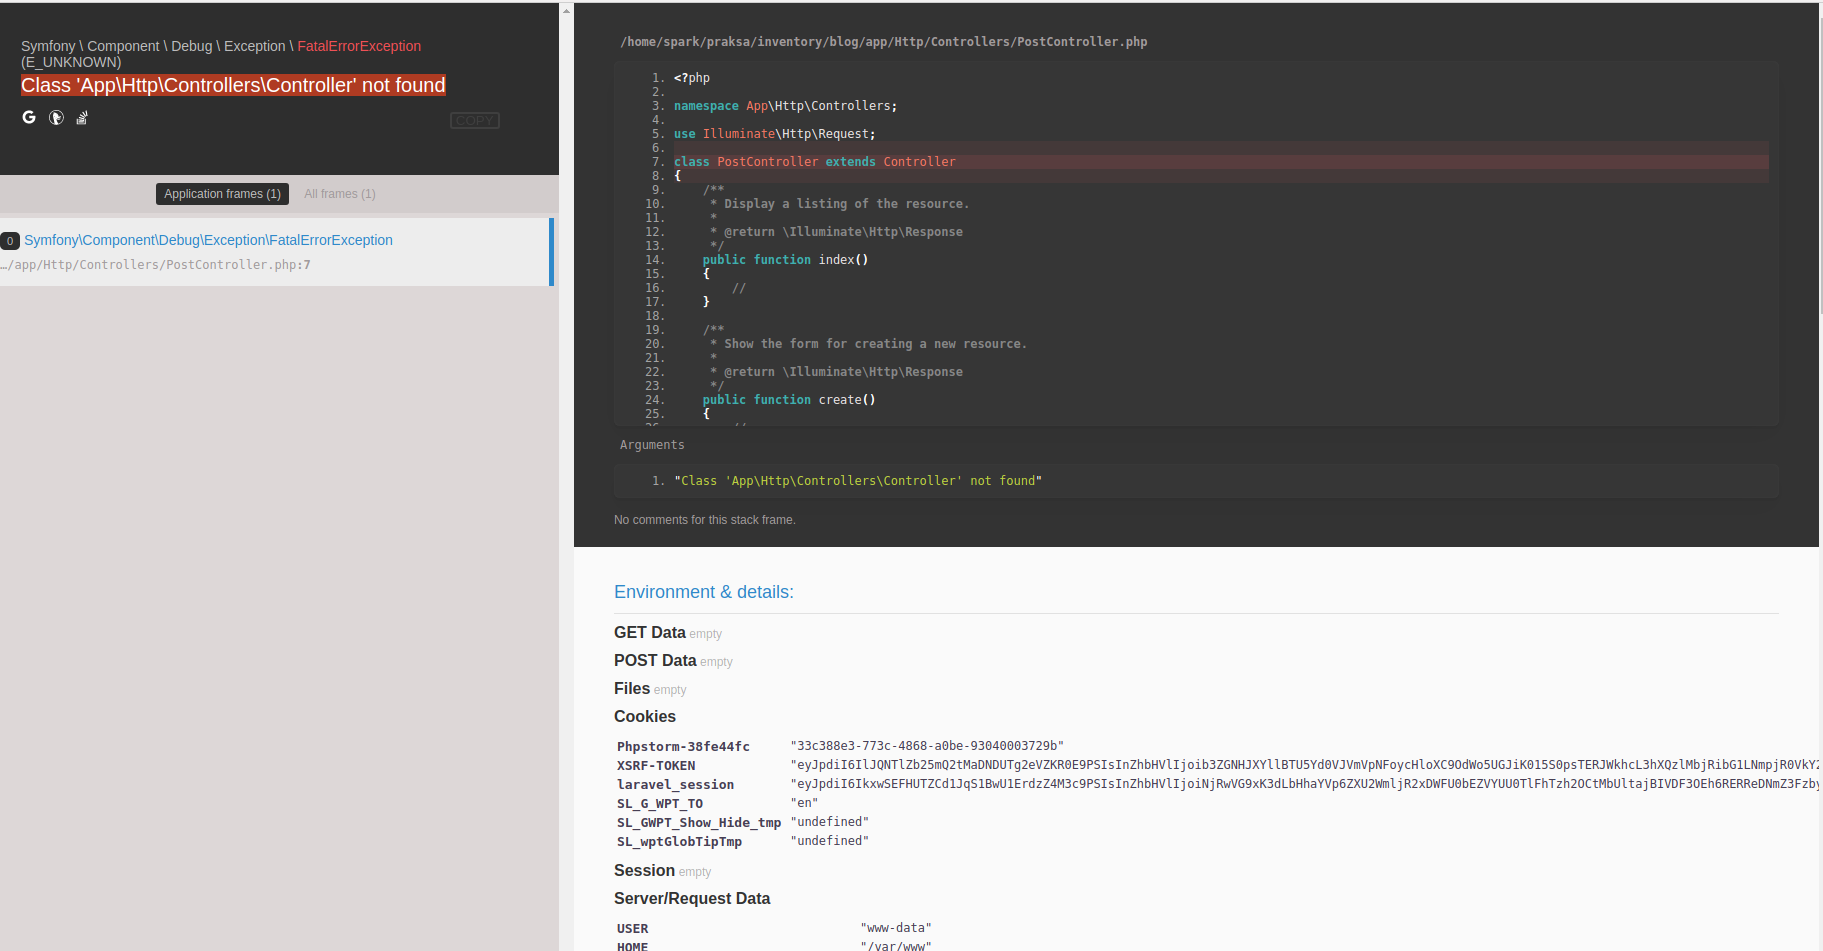 Symfony \ Component \ Debug \ Exception \ FatalErrorException
(E_UNKNOWN)
Class 'App\Http\Controllers\Controller' not found
COPY
Application frames (1) All frames (1)
0 Symfony\Component\Debug\Exception\FatalErrorException
…/app/Http/Controllers/PostController.php:7
/home/spark/praksa/inventory/blog/app/Http/Controllers/PostController.php
1. <?php
2.
3. namespace App\Http\Controllers;
4.
5. use Illuminate\Http\Request;
6.
7. class PostController extends Controller
8. {
9. /**
10. * Display a listing of the resource.
11. *
12. * @return \Illuminate\Http\Response
13. */
14. public function index()
15. {
16. //
17. }
18.
19. /**
20. * Show the form for creating a new resource.
21. *
22. * @return \Illuminate\Http\Response
23. */
24. public function create()
25. {
26. //
Arguments
1. "Class 'App\Http\Controllers\Controller' not found"
No comments for this stack frame.
Environment & details:
GET Data empty
POST Data empty
Files empty
Cookies
Phpstorm-38fe44fc "33c388e3-773c-4868-a0be-93040003729b"
XSRF-TOKEN
laravel_session
SL_G_WPT_TO "en"
SL_GWPT_Show_Hide_tmp "undefined"
SL_wptGlobTipTmp "undefined"
Session empty
Server/Request Data
USER "www-data"
HOME "/var/www"